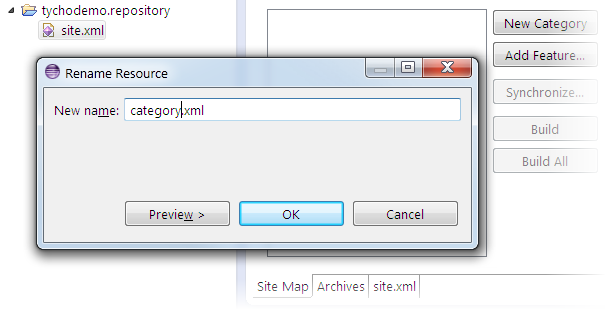 tychodemo.repository
site.xml
New Category
Add Feature...
Synchronize...
Build
Build All
Rename Resource
New name: category.xml
Preview >
OK
Cancel
Site Map Archives site.xml